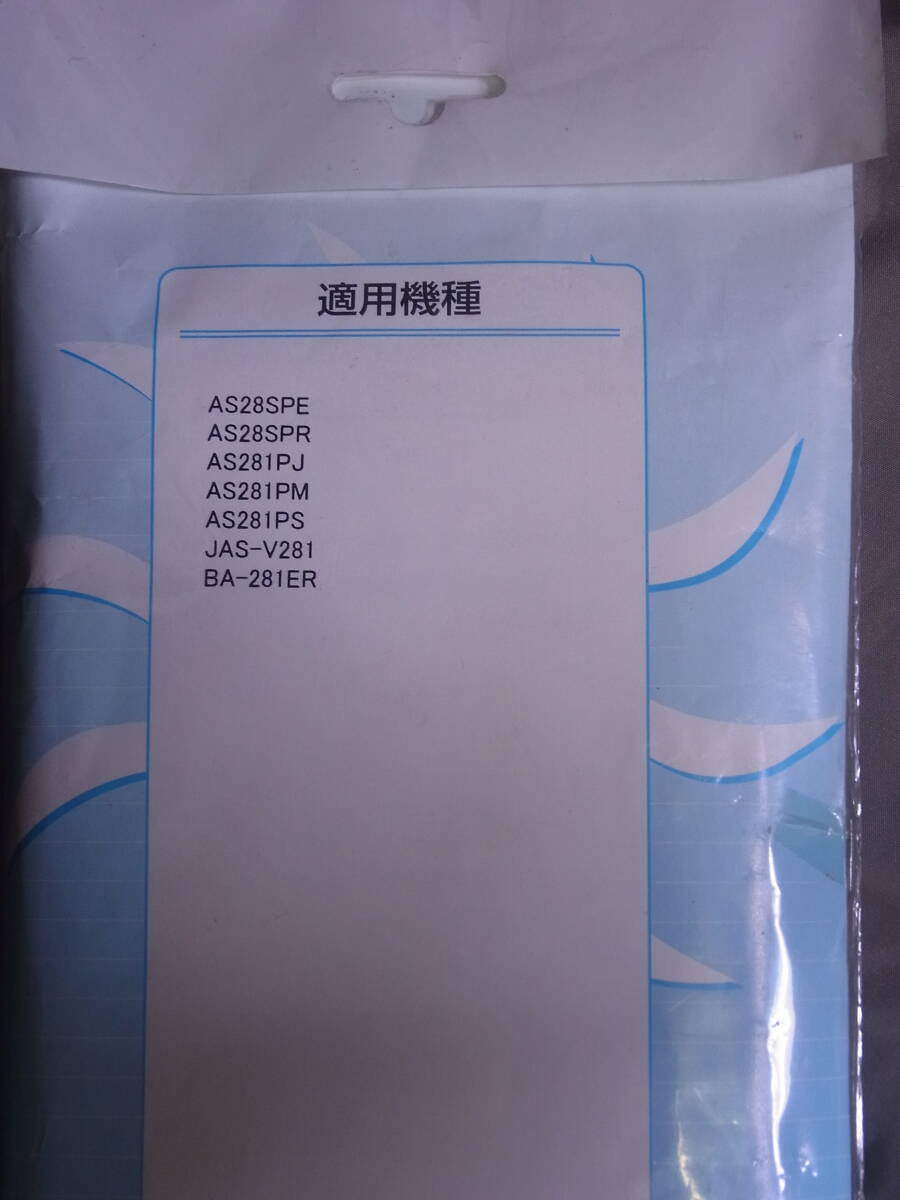 適用機種
AS28SPE
AS28SPR
AS281PJ
AS281PM
AS281PS
JAS-V281
BA-281ER